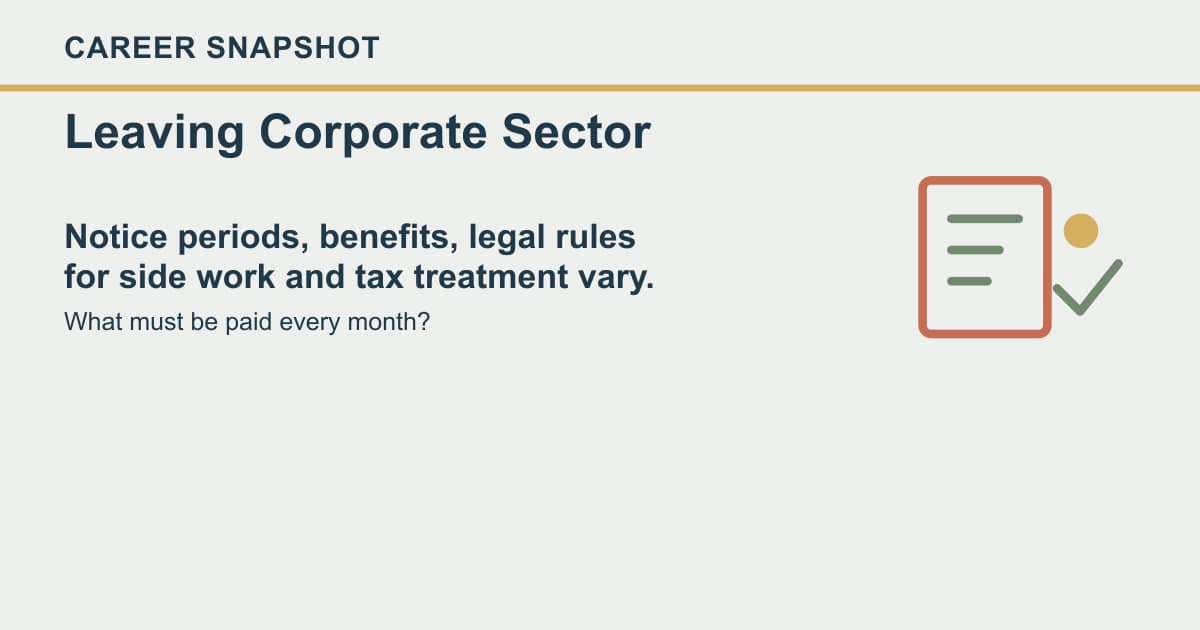 CAREER SNAPSHOT
Leaving Corporate Sector
Notice periods, benefits, legal rules
for side work and tax treatment vary.
What must be paid every month?